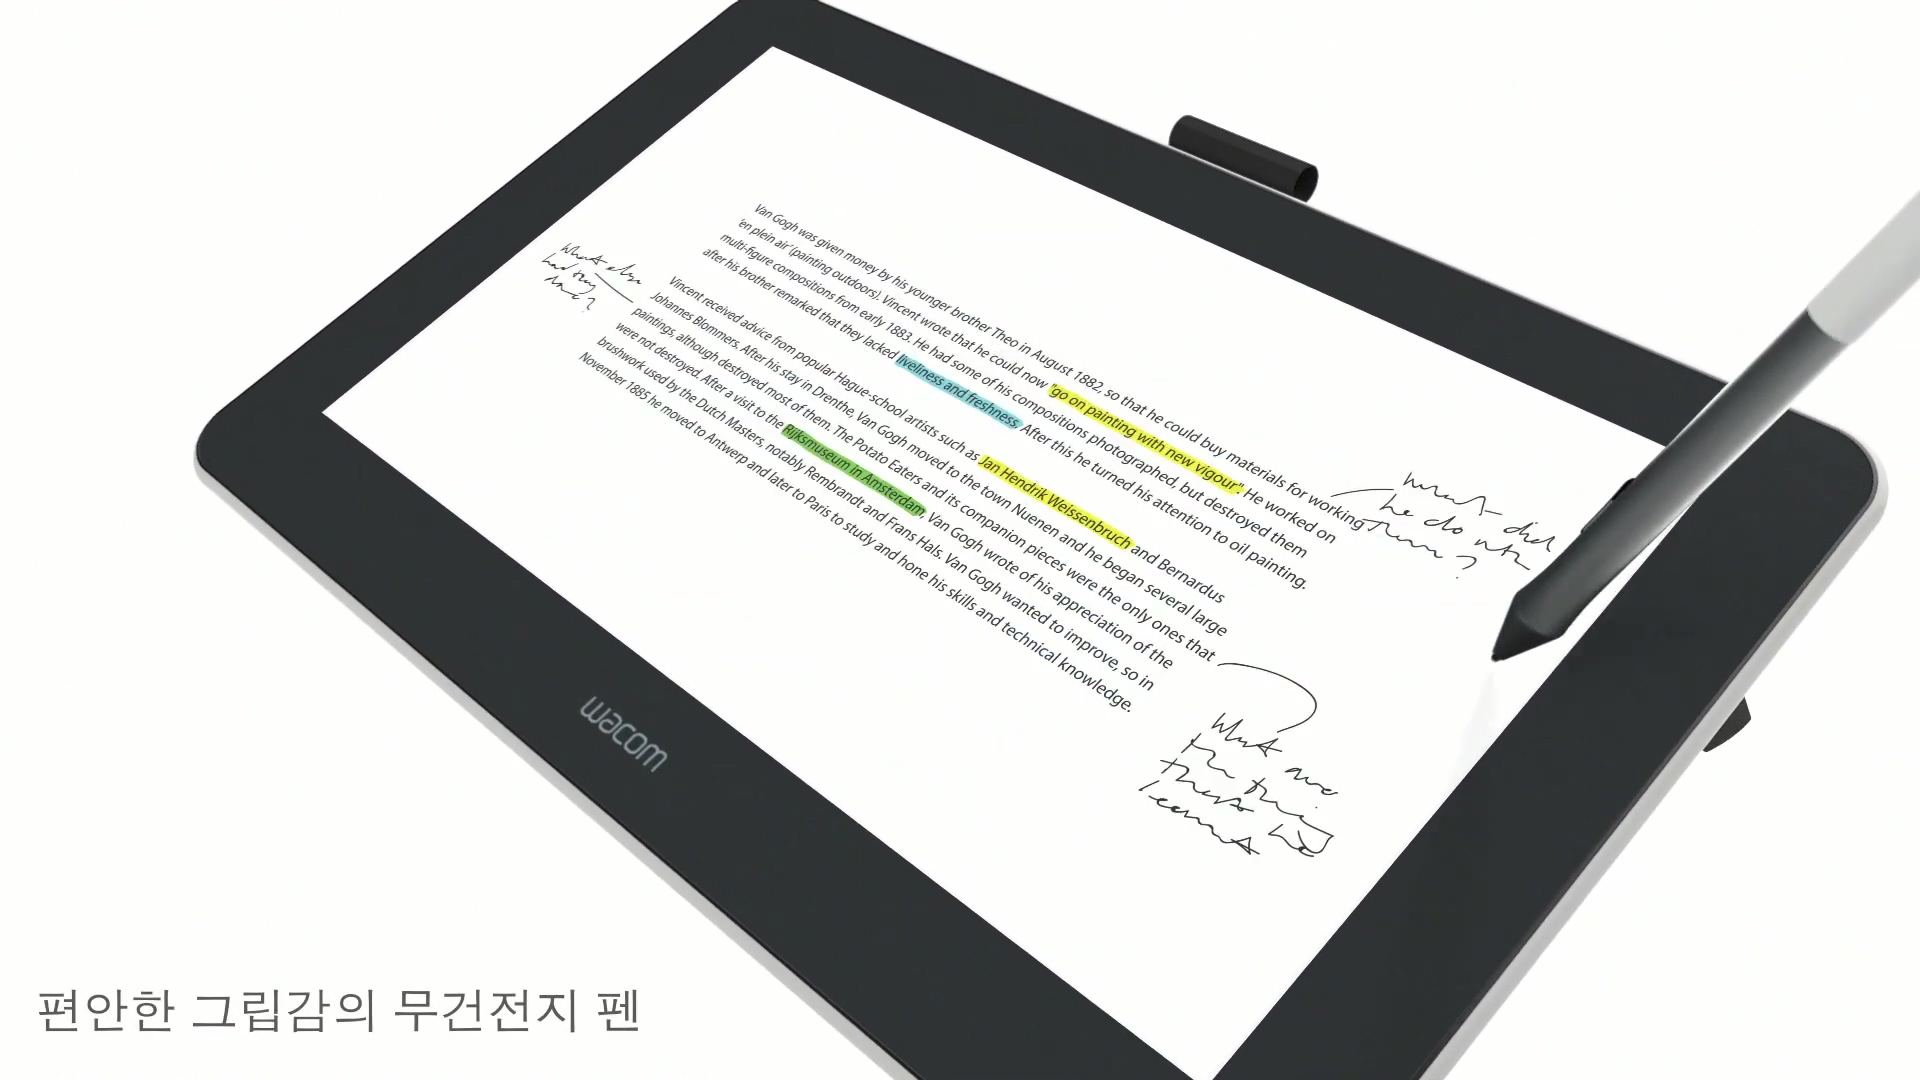 Van Gogh was given money by his younger brother Theo in August 1882, so that he could buy materials for working
'en plein air' (painting outdoors). Vincent wrote that he could now "go on painting with new vigour". He worked on
multi-figure compositions from early 1883. He had some of his compositions photographed, but destroyed them
after his brother remarked that they lacked liveliness and freshness. After this he turned his attention to oil painting.
What else
had they
done?
Vincent received advice from popular Hague-school artists such as Jan Hendrik Weissenbruch and Bernardus
Johannes Blommers. After his stay in Drenthe, Van Gogh moved to the town Nuenen and he began several large
paintings, although destroyed most of them. The Potato Eaters and its companion pieces were the only ones that
were not destroyed. After a visit to the Rijksmuseum in Amsterdam, Van Gogh wrote of his appreciation of the
brushwork used by the Dutch Masters, notably Rembrandt and Frans Hals. Van Gogh wanted to improve, so in
November 1885 he moved to Antwerp and later to Paris to study and hone his skills and technical knowledge.
what did
he do with
them?
What are
the
that he
learnt
wacom
편안한 그립감의 무건전지 펜